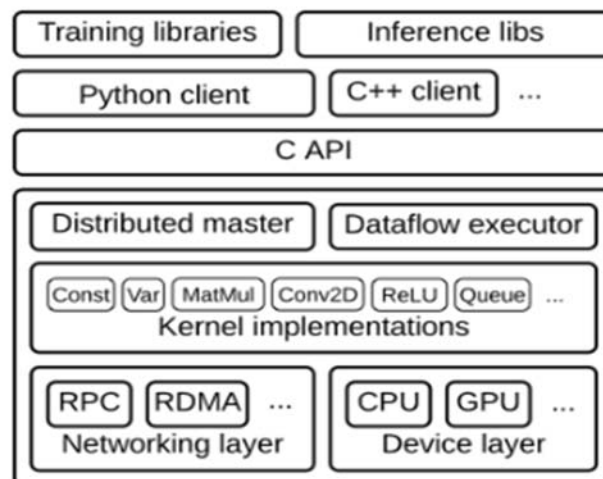 Training libraries Inference libs
Python client C++ client ...
C API
Distributed master Dataflow executor
Const Var MatMul Conv2D ReLU Queue ...
Kernel implementations
RPC RDMA ... CPU GPU ...
Networking layer Device layer